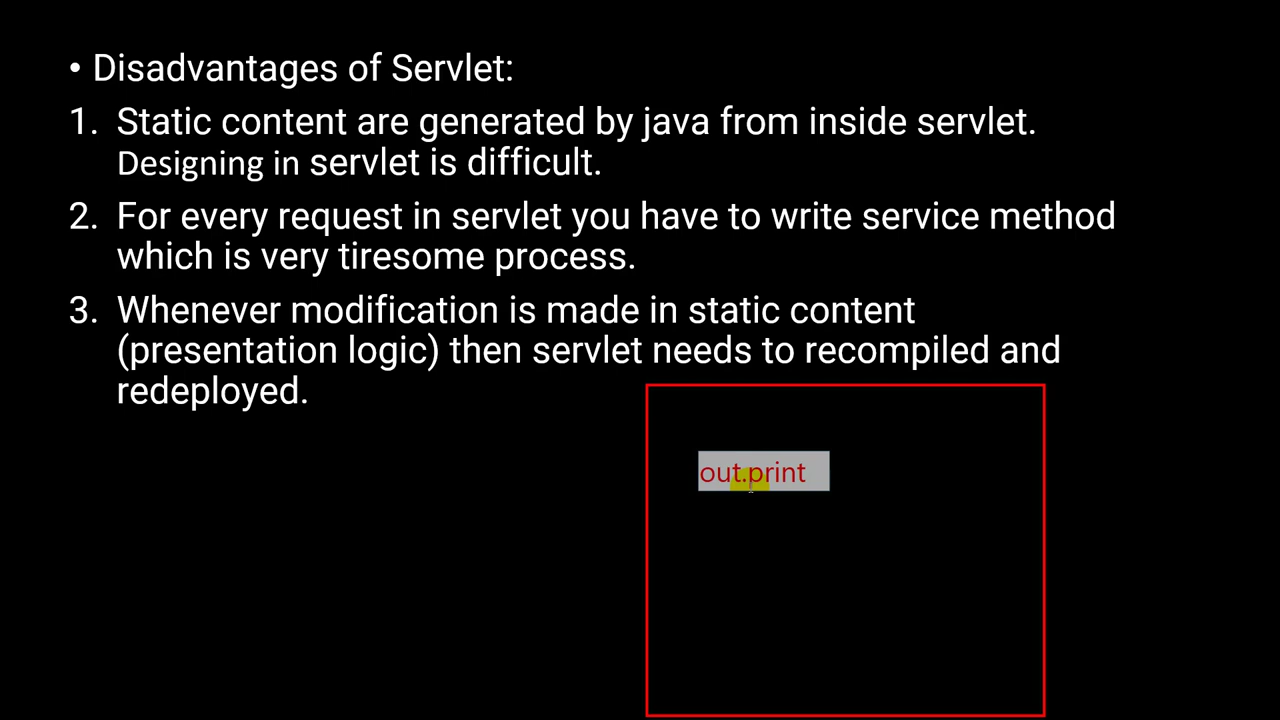 • Disadvantages of Servlet:
1. Static content are generated by java from inside servlet.
Designing in servlet is difficult.
2. For every request in servlet you have to write service method
which is very tiresome process.
3. Whenever modification is made in static content
(presentation logic) then servlet needs to recompiled and
redeployed.
out.print